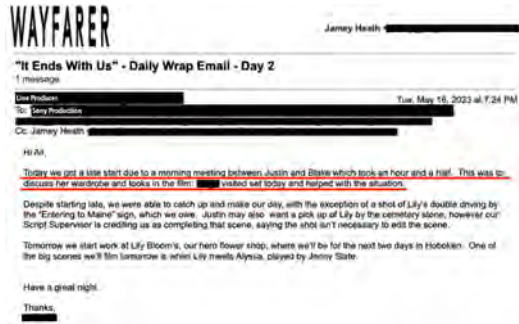 WAYFARER
Jamey Heath
"It Ends With Us" - Daily Wrap Email - Day 2
1 message
Line Producer
Tue, May 16, 2023 at 7:24 PM
To: Sony Production
Cc: Jamey Heath
Hi All,
Today we got a late start due to a morning meeting between Justin and Blake which took an hour and a half. This was to
discuss her wardrobe and looks in the film: visited set today and helped with the situation.
Despite starting late, we were able to catch up and make our day, with the exception of a shot of Lily's double driving by
the "Entering to Maine" sign, which we owe. Justin may also want a pick up of Lily by the cemetery stone, however our
Script Supervisor is crediting us as completing that scene, saying the shot isn't necessary to edit the scene.
Tomorrow we start work at Lily Bloom's, our hero flower shop, where we'll be for the next two days in Hoboken. One of
the big scenes we'll film tomorrow is when Lily meets Alyssa, played by Jenny Slate.
Have a great night.
Thanks,